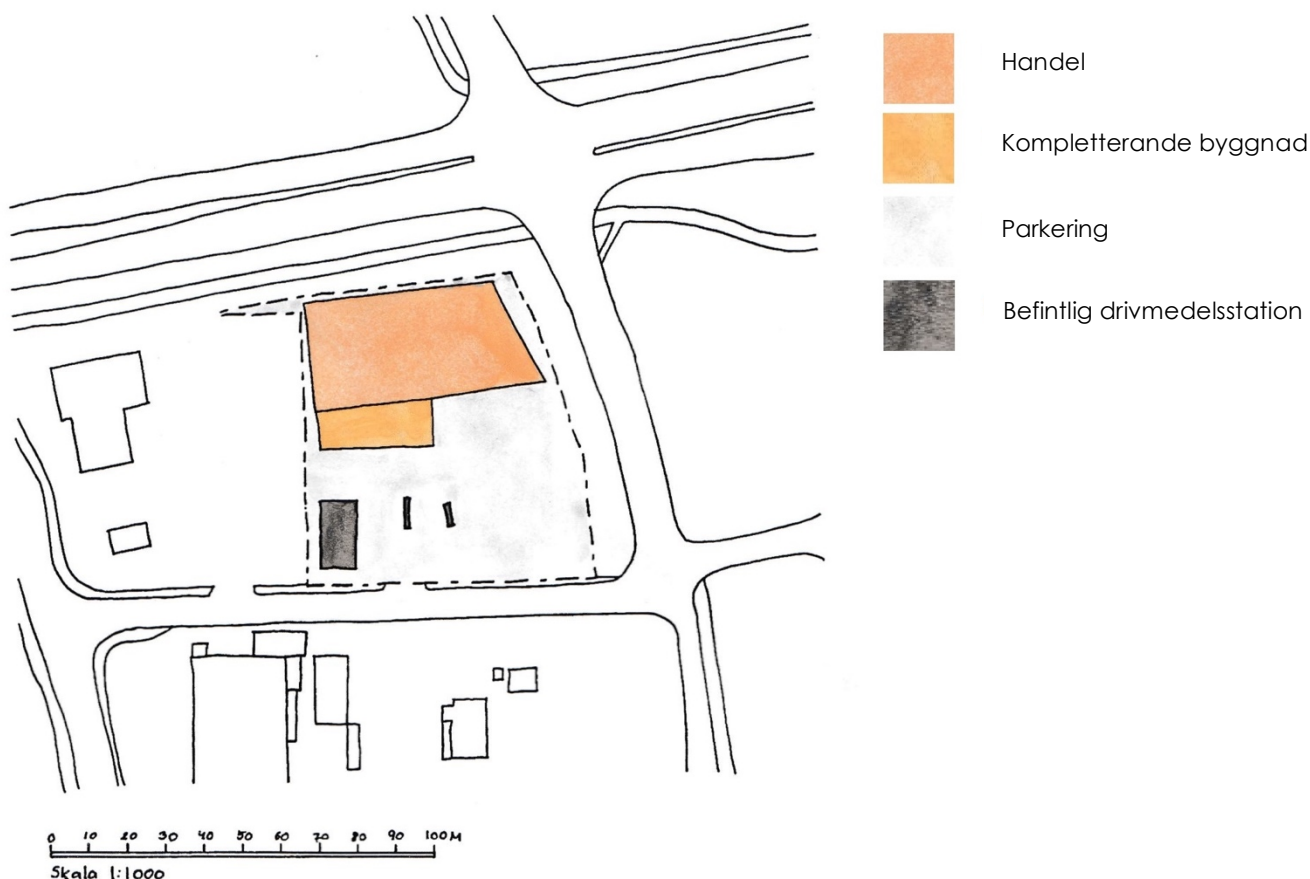 Handel
Kompletterande byggnad
Parkering
Befintlig drivmedelsstation
0 10 20 30 40 50 60 70 80 90 100M
Skala 1:1000